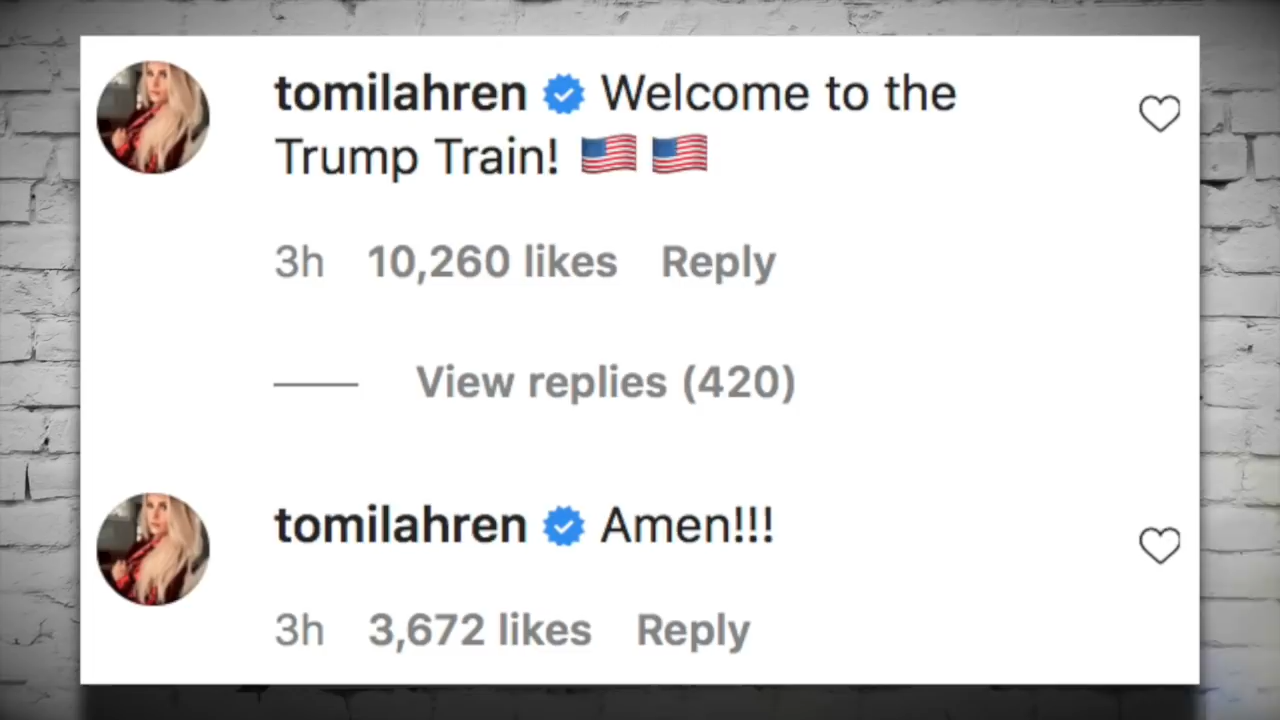 tomilahren Welcome to the
Trump Train! 🇺🇸 🇺🇸
3h 10,260 likes Reply
View replies (420)
tomilahren Amen!!!
3h 3,672 likes Reply